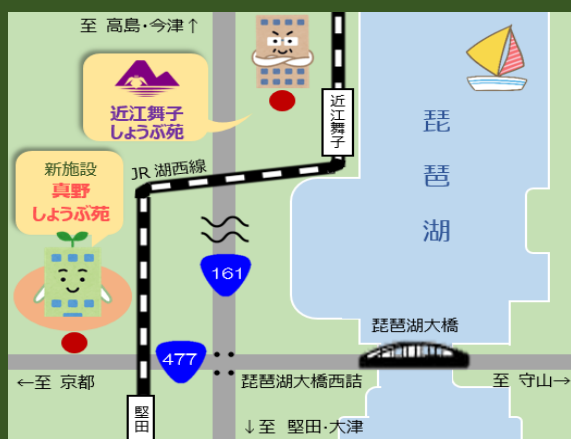 至 高島・今津↑
近江舞子
しょうぶ苑
近江舞子
琵琶湖
新施設
真野
しょうぶ苑
JR 湖西線
161
琵琶湖大橋
477
琵琶湖大橋西詰
←至 京都
至 守山→
堅田
↓至 堅田・大津